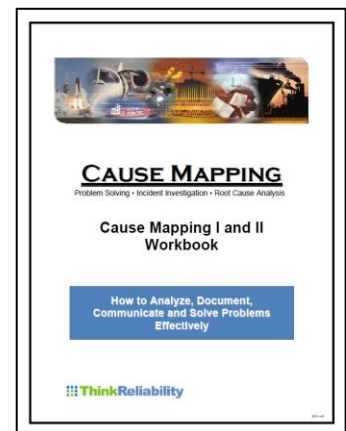 CAUSE MAPPING
Problem Solving • Incident Investigation • Root Cause Analysis
Cause Mapping I and II
Workbook
How to Analyze, Document,
Communicate and Solve Problems
Effectively
ThinkReliability